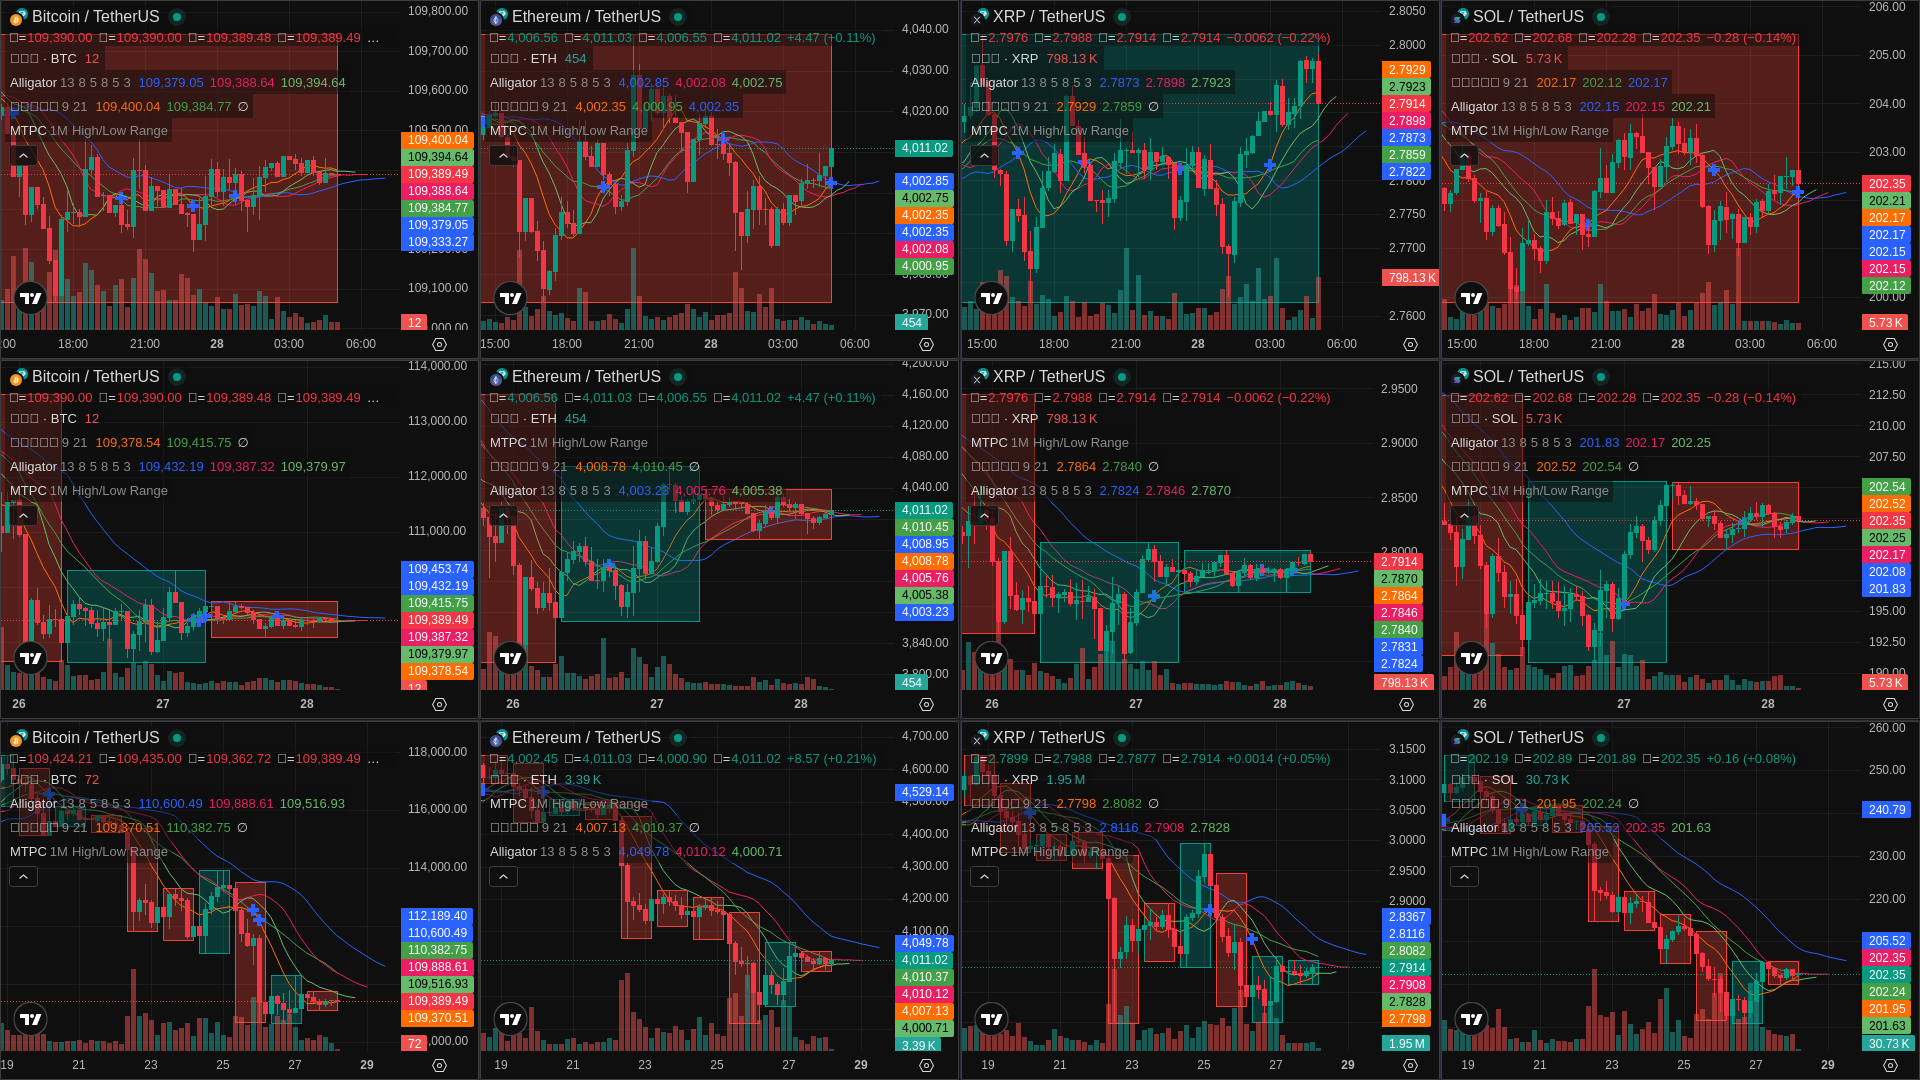 Bitcoin / TetherUS
□=109,390.00 □=109,390.00 □=109,389.48 □=109,389.49 …
□□□ · BTC 12
Alligator 13 8 5 8 5 3 109,379.05 109,388.64 109,394.64
□□□□□ 9 21 109,400.04 109,384.77 ∅
MTPC 1M High/Low Range
109,800.00
109,700.00
109,600.00
109,500.00
109,400.04
109,394.64
109,389.49
109,388.64
109,384.77
109,379.05
109,333.27
109,100.00
12
18:00 21:00 28 03:00 06:00
Ethereum / TetherUS
□=4,006.56 □=4,011.03 □=4,006.55 □=4,011.02 +4.47 (+0.11%)
□□□ · ETH 454
Alligator 13 8 5 8 5 3 4,002.85 4,002.08 4,002.75
□□□□□ 9 21 4,002.35 4,000.95 4,002.35
MTPC 1M High/Low Range
4,040.00
4,030.00
4,020.00
4,011.02
4,002.85
4,002.75
4,002.35
4,002.35
4,002.08
4,000.95
454
15:00 18:00 21:00 28 03:00 06:00
XRP / TetherUS
□=2.7976 □=2.7988 □=2.7914 □=2.7914 −0.0062 (−0.22%)
□□□ · XRP 798.13 K
Alligator 13 8 5 8 5 3 2.7873 2.7898 2.7923
□□□□□ 9 21 2.7929 2.7859 ∅
MTPC 1M High/Low Range
2.8050
2.8000
2.7929
2.7923
2.7914
2.7898
2.7873
2.7859
2.7822
2.7800
2.7750
2.7700
798.13 K
2.7600
15:00 18:00 21:00 28 03:00 06:00
SOL / TetherUS
□=202.62 □=202.68 □=202.28 □=202.35 −0.28 (−0.14%)
□□□ · SOL 5.73 K
□□□□□ 9 21 202.17 202.12 202.17
Alligator 13 8 5 8 5 3 202.15 202.15 202.21
MTPC 1M High/Low Range
206.00
205.00
204.00
203.00
202.35
202.21
202.17
202.17
202.15
202.15
202.12
200.00
5.73 K
15:00 18:00 21:00 28 03:00 06:00
Bitcoin / TetherUS
□=109,390.00 □=109,390.00 □=109,389.48 □=109,389.49 …
□□□ · BTC 12
□□□□□ 9 21 109,378.54 109,415.75 ∅
Alligator 13 8 5 8 5 3 109,432.19 109,387.32 109,379.97
MTPC 1M High/Low Range
114,000.00
113,000.00
112,000.00
111,000.00
109,453.74
109,432.19
109,415.75
109,389.49
109,387.32
109,379.97
109,378.54
12
26 27 28
Ethereum / TetherUS
□=4,006.56 □=4,011.03 □=4,006.55 □=4,011.02 +4.47 (+0.11%)
□□□ · ETH 454
MTPC 1M High/Low Range
□□□□□ 9 21 4,008.78 4,010.45 ∅
Alligator 13 8 5 8 5 3 4,003.23 4,005.76 4,005.38
4,200.00
4,160.00
4,120.00
4,080.00
4,040.00
4,011.02
4,010.45
4,008.95
4,008.78
4,005.76
4,005.38
4,003.23
3,840.00
454
26 27 28
XRP / TetherUS
□=2.7976 □=2.7988 □=2.7914 □=2.7914 −0.0062 (−0.22%)
□□□ · XRP 798.13 K
MTPC 1M High/Low Range
□□□□□ 9 21 2.7864 2.7840 ∅
Alligator 13 8 5 8 5 3 2.7824 2.7846 2.7870
2.9500
2.9000
2.8500
2.8000
2.7914
2.7870
2.7864
2.7846
2.7840
2.7831
2.7824
798.13 K
26 27 28
SOL / TetherUS
□=202.62 □=202.68 □=202.28 □=202.35 −0.28 (−0.14%)
□□□ · SOL 5.73 K
Alligator 13 8 5 8 5 3 201.83 202.17 202.25
□□□□□ 9 21 202.52 202.54 ∅
MTPC 1M High/Low Range
215.00
212.50
210.00
207.50
202.54
202.52
202.35
202.25
202.17
202.08
201.83
195.00
192.50
190.00
5.73 K
26 27 28
Bitcoin / TetherUS
□=109,424.21 □=109,435.00 □=109,362.72 □=109,389.49 …
□□□ · BTC 72
Alligator 13 8 5 8 5 3 110,600.49 109,888.61 109,516.93
□□□□□ 9 21 109,370.51 110,382.75 ∅
MTPC 1M High/Low Range
118,000.00
116,000.00
114,000.00
112,189.40
110,600.49
110,382.75
109,888.61
109,516.93
109,389.49
109,370.51
72
19 21 23 25 27 29
Ethereum / TetherUS
□=4,002.45 □=4,011.03 □=4,000.90 □=4,011.02 +8.57 (+0.21%)
□□□ · ETH 3.39 K
MTPC 1M High/Low Range
□□□□□ 9 21 4,007.13 4,010.37 ∅
Alligator 13 8 5 8 5 3 4,049.78 4,010.12 4,000.71
4,700.00
4,600.00
4,529.14
4,500.00
4,400.00
4,300.00
4,200.00
4,100.00
4,049.78
4,011.02
4,010.37
4,010.12
4,007.13
4,000.71
3.39 K
19 21 23 25 27 29
XRP / TetherUS
□=2.7899 □=2.7988 □=2.7877 □=2.7914 +0.0014 (+0.05%)
□□□ · XRP 1.95 M
□□□□□ 9 21 2.7798 2.8082 ∅
Alligator 13 8 5 8 5 3 2.8116 2.7908 2.7828
MTPC 1M High/Low Range
3.1500
3.1000
3.0500
3.0000
2.9500
2.9000
2.8367
2.8116
2.8082
2.7914
2.7908
2.7828
2.7798
1.95 M
19 21 23 25 27 29
SOL / TetherUS
□=202.19 □=202.89 □=201.89 □=202.35 +0.16 (+0.08%)
□□□ · SOL 30.73 K
□□□□□ 9 21 201.95 202.24 ∅
Alligator 13 8 5 8 5 3 205.52 202.35 201.63
MTPC 1M High/Low Range
260.00
250.00
240.79
230.00
220.00
205.52
202.35
202.35
202.24
201.95
201.63
30.73 K
19 21 23 25 27 29